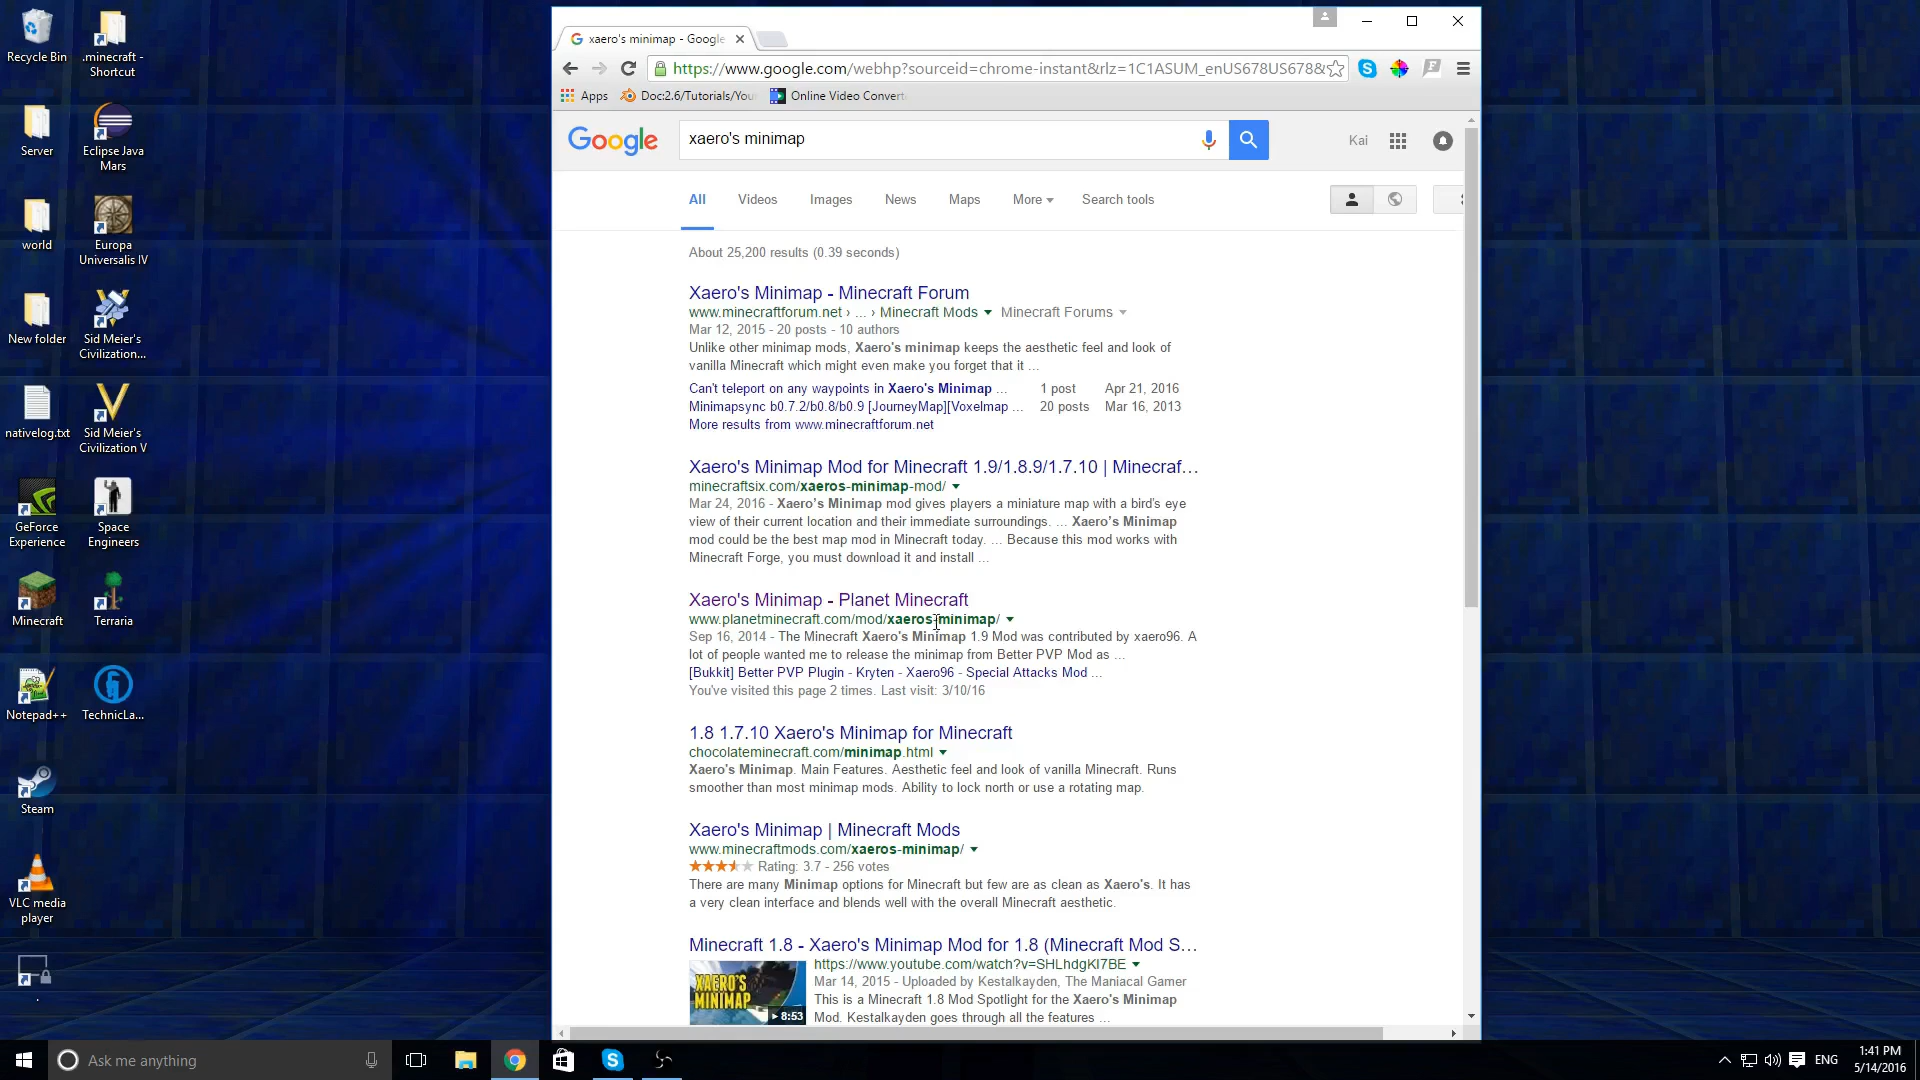 Recycle Bin
.minecraft -
Shortcut
Server
Eclipse Java
Mars
world
Europa
Universalis IV
New folder
Sid Meier's
Civilization...
nativelog.txt
Sid Meier's
Civilization V
GeForce
Experience
Space
Engineers
Minecraft
Terraria
Notepad++
TechnicLa...
Steam
VLC media
player
.
xaero's minimap - Google
https://www.google.com/webhp?sourceid=chrome-instant&rlz=1C1ASUM_enUS678US678&
Apps
Doc:2.6/Tutorials/You
Online Video Convert
Google
xaero's minimap
Kai
All
Videos
Images
News
Maps
More
Search tools
About 25,200 results (0.39 seconds)
Xaero's Minimap - Minecraft Forum
www.minecraftforum.net › ... › Minecraft Mods ▼ Minecraft Forums ▼
Mar 12, 2015 - 20 posts - 10 authors
Unlike other minimap mods, Xaero's minimap keeps the aesthetic feel and look of
vanilla Minecraft which might even make you forget that it ...
Can't teleport on any waypoints in Xaero's Minimap ... 1 post Apr 21, 2016
Minimapsync b0.7.2/b0.8/b0.9 [JourneyMap][Voxelmap ... 20 posts Mar 16, 2013
More results from www.minecraftforum.net
Xaero's Minimap Mod for Minecraft 1.9/1.8.9/1.7.10 | Minecraf...
minecraftsix.com/xaeros-minimap-mod/ ▼
Mar 24, 2016 - Xaero's Minimap mod gives players a miniature map with a bird's eye
view of their current location and their immediate surroundings. ... Xaero's Minimap
mod could be the best map mod in Minecraft today. ... Because this mod works with
Minecraft Forge, you must download it and install ...
Xaero's Minimap - Planet Minecraft
www.planetminecraft.com/mod/xaeros-minimap/ ▼
Sep 16, 2014 - The Minecraft Xaero's Minimap 1.9 Mod was contributed by xaero96. A
lot of people wanted me to release the minimap from Better PVP Mod as ...
[Bukkit] Better PVP Plugin - Kryten - Xaero96 - Special Attacks Mod ...
You've visited this page 2 times. Last visit: 3/10/16
1.8 1.7.10 Xaero's Minimap for Minecraft
chocolateminecraft.com/minimap.html ▼
Xaero's Minimap. Main Features. Aesthetic feel and look of vanilla Minecraft. Runs
smoother than most minimap mods. Ability to lock north or use a rotating map.
Xaero's Minimap | Minecraft Mods
www.minecraftmods.com/xaeros-minimap/ ▼
Rating: 3.7 - 256 votes
There are many Minimap options for Minecraft but few are as clean as Xaero's. It has
a very clean interface and blends well with the overall Minecraft aesthetic.
Minecraft 1.8 - Xaero's Minimap Mod for 1.8 (Minecraft Mod S...
XAERO'S
MINIMAP
8:53
https://www.youtube.com/watch?v=SHLhdgKI7BE ▼
Mar 14, 2015 - Uploaded by Kestalkayden, The Maniacal Gamer
This is a Minecraft 1.8 Mod Spotlight for the Xaero's Minimap
Mod. Kestalkayden goes through all the features ...
Ask me anything
ENG
1:41 PM
5/14/2016